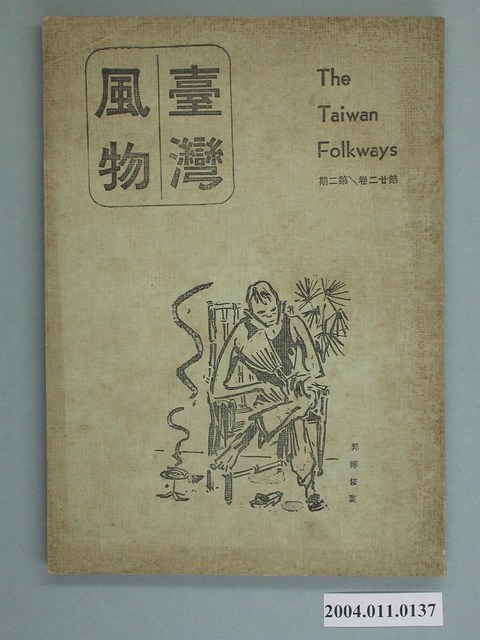 臺灣
風物
The
Taiwan
Folkways
第廿二卷＼第二期
2004.011.0137